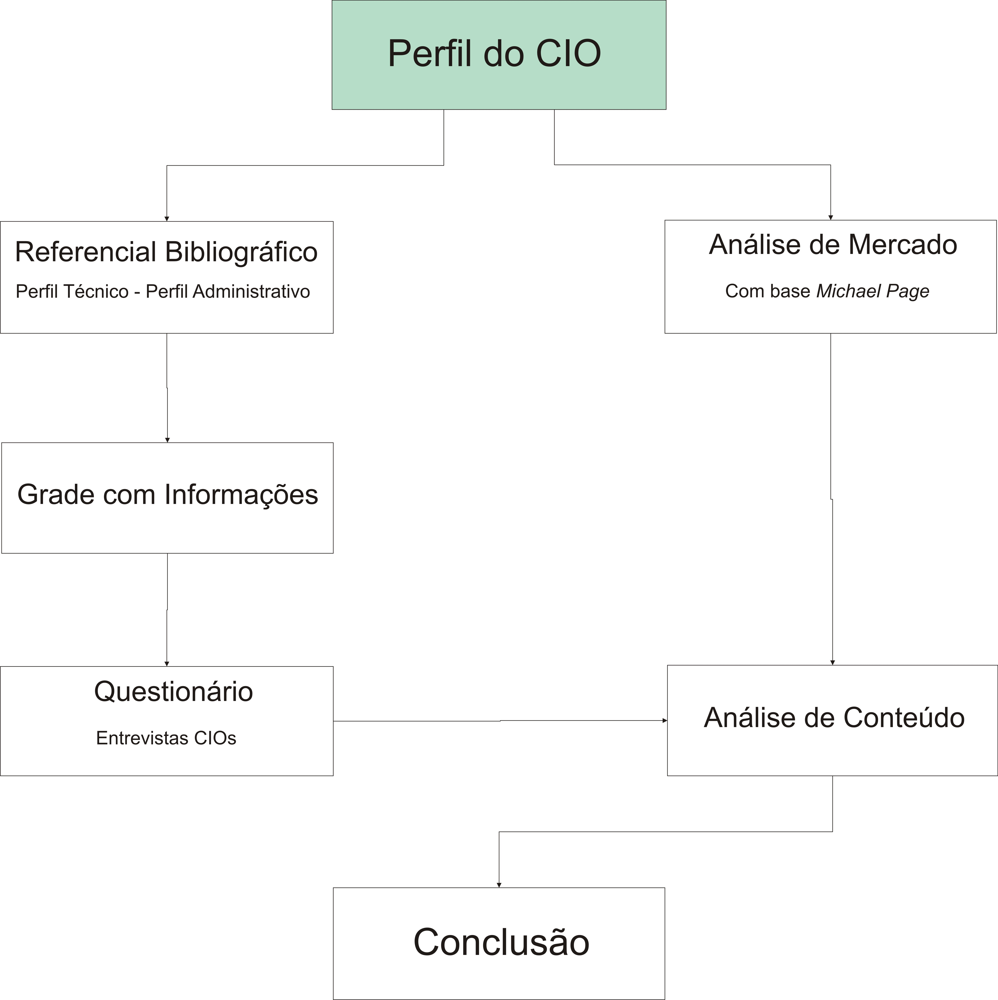 Perfil do CIO
Referencial Bibliográfico
Perfil Técnico - Perfil Administrativo
Análise de Mercado
Com base Michael Page
Grade com Informações
Questionário
Entrevistas CIOs
Análise de Conteúdo
Conclusão